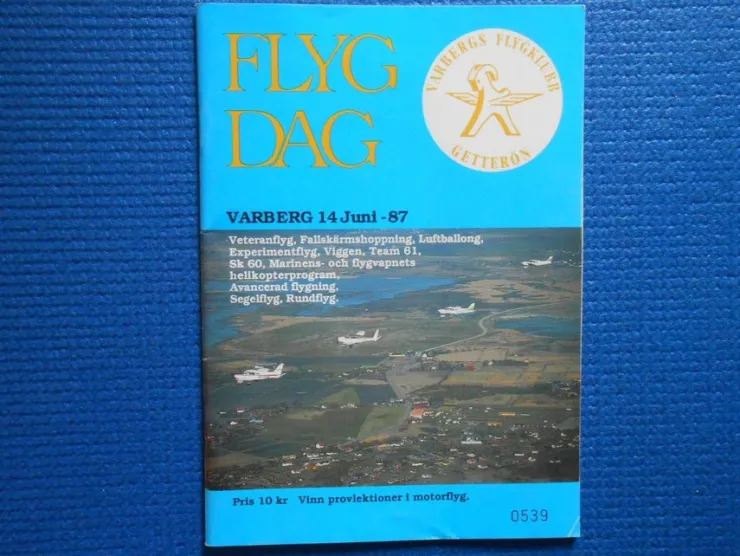 FLYG
DAG
VARBERGS FLYGKLUBB
GETTERÖN
VARBERG 14 Juni -87
Veteranflyg, Fallskärmshoppning, Luftballong,
Experimentflyg, Viggen, Team 61,
Sk 60, Marinens- och flygvapnets
helikopterprogram,
Avancerad flygning,
Segelflyg, Rundflyg.
Pris 10 kr Vinn provlektioner i motorflyg.
0539